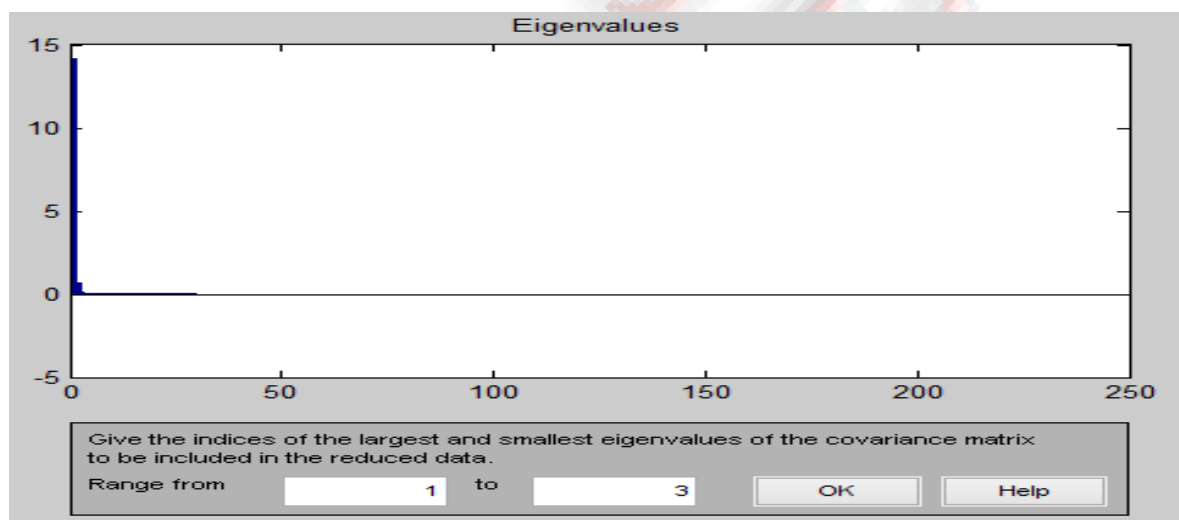 Eigenvalues
15
10
5
0
-5
0 50 100 150 200 250
Give the indices of the largest and smallest eigenvalues of the covariance matrix
to be included in the reduced data.
Range from 1 to 3 OK Help